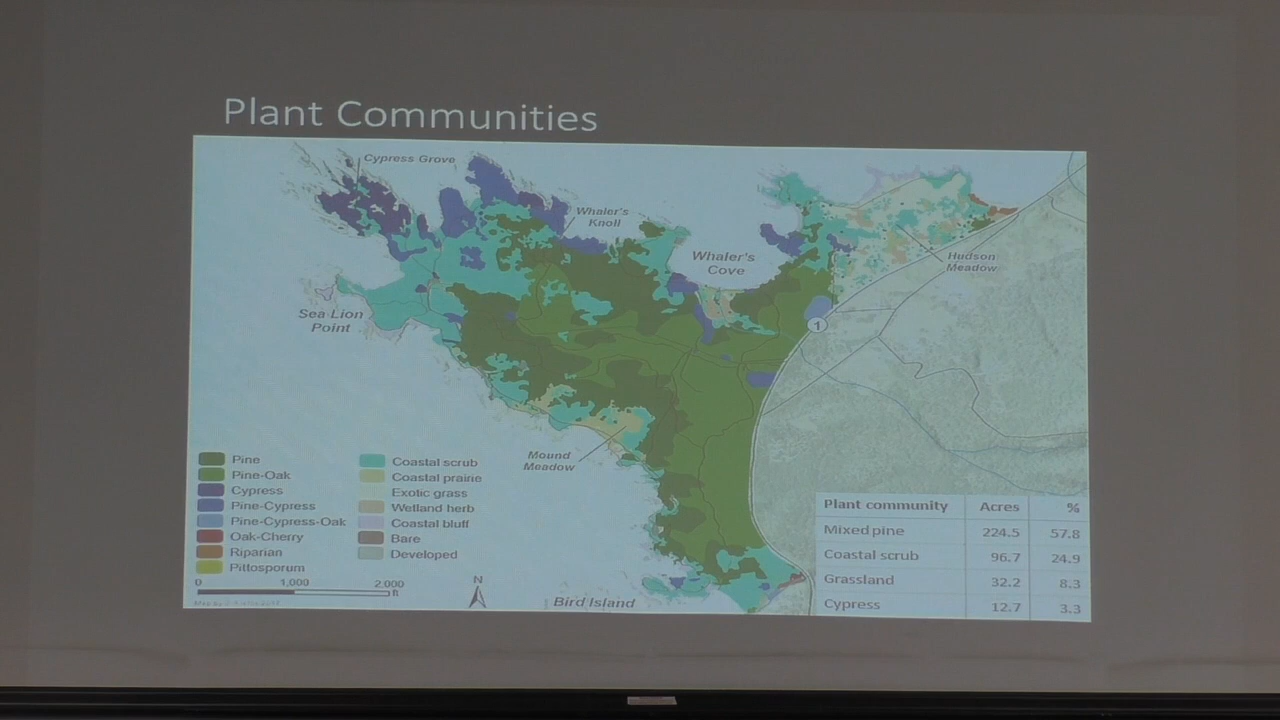 Plant Communities
Cypress Grove
Whaler's
Knoll
Whaler's
Cove
Hudson
Meadow
Sea Lion
Point
1
Mound
Meadow
Pine
Pine-Oak
Cypress
Pine-Cypress
Pine-Cypress-Oak
Oak-Cherry
Riparian
Pittosporum
Coastal scrub
Coastal prairie
Exotic grass
Wetland herb
Coastal bluff
Bare
Developed
0 1,000 2,000
ft
N
Bird Island
Plant community Acres %
Mixed pine 224.5 57.8
Coastal scrub 96.7 24.9
Grassland 32.2 8.3
Cypress 12.7 3.3